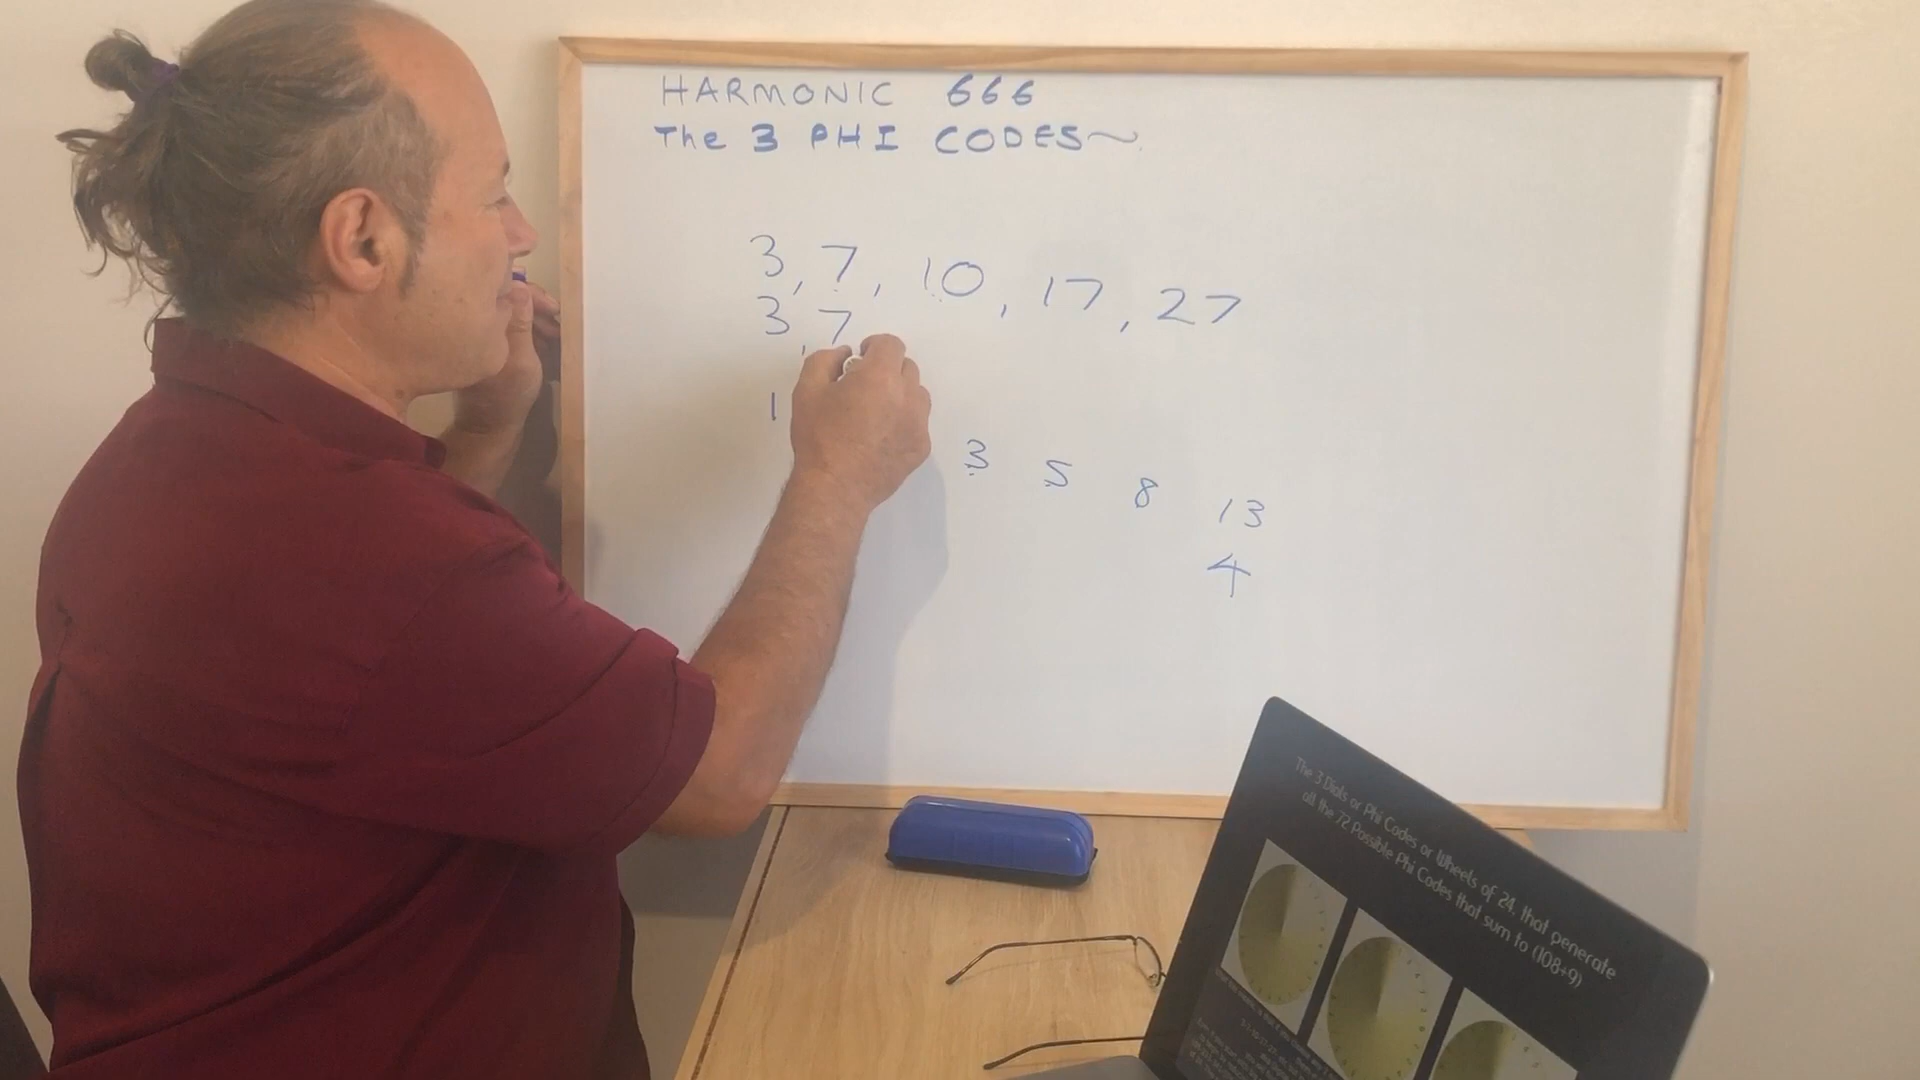 HARMONIC 666
The 3 PHI CODES~
3, 7, 10, 17, 27
3, 7
1
3 5 8 13
4
The 3 Dials or Phi Codes or Wheels of 24, that generate
all the 72 Possible Phi Codes that sum to (108+9)